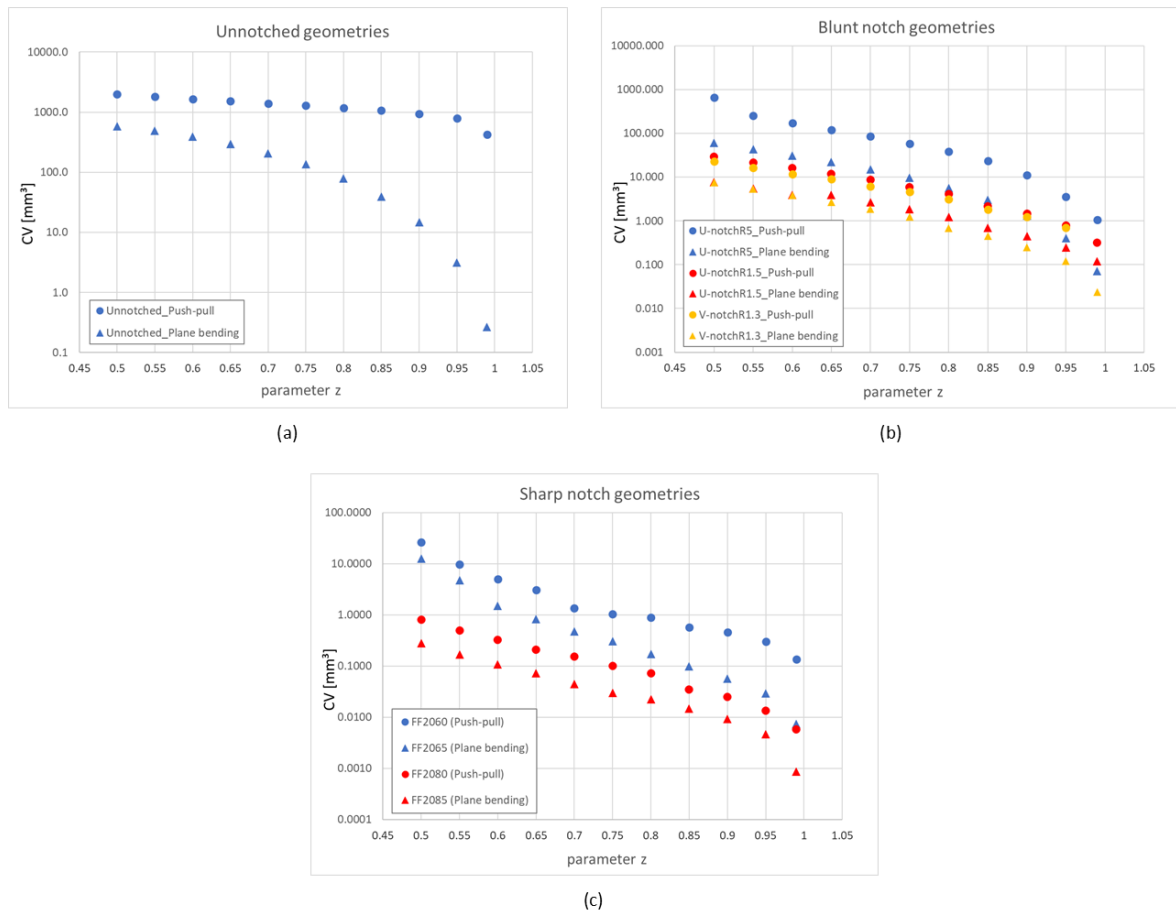 Unnotched geometries
10000.0
1000.0
100.0
10.0
1.0
0.1
CV [mm³]
Unnotched_Push-pull
Unnotched_Plane bending
0.45 0.5 0.55 0.6 0.65 0.7 0.75 0.8 0.85 0.9 0.95 1 1.05
parameter z
(a)
Blunt notch geometries
10000.000
1000.000
100.000
10.000
1.000
0.100
0.010
0.001
CV [mm³]
U-notchR5_Push-pull
U-notchR5_Plane bending
U-notchR1.5_Push-pull
U-notchR1.5_Plane bending
V-notchR1.3_Push-pull
V-notchR1.3_Plane bending
0.45 0.5 0.55 0.6 0.65 0.7 0.75 0.8 0.85 0.9 0.95 1 1.05
parameter z
(b)
Sharp notch geometries
100.0000
10.0000
1.0000
0.1000
0.0100
0.0010
0.0001
CV [mm³]
FF2060 (Push-pull)
FF2065 (Plane bending)
FF2080 (Push-pull)
FF2085 (Plane bending)
0.45 0.5 0.55 0.6 0.65 0.7 0.75 0.8 0.85 0.9 0.95 1 1.05
parameter z
(c)